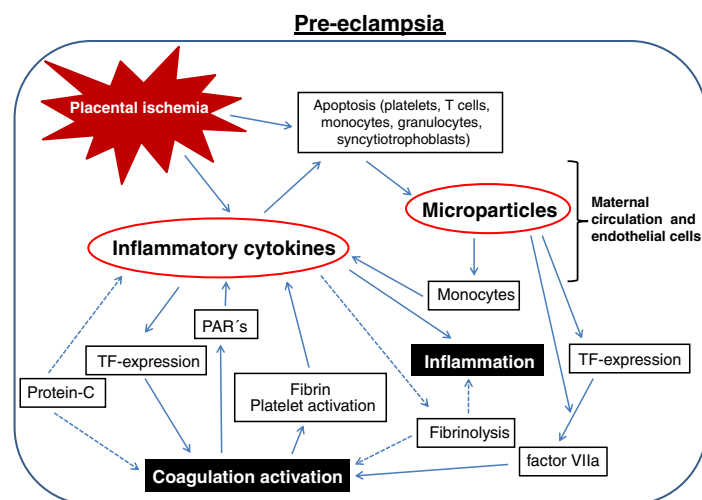 Pre-eclampsia
Placental ischemia
Apoptosis (platelets, T cells,
monocytes, granulocytes,
syncytiotrophoblasts)
Microparticles
Maternal
circulation and
endothelial cells
Inflammatory cytokines
Monocytes
PAR´s
TF-expression
Inflammation
TF-expression
Protein-C
Fibrin
Platelet activation
Fibrinolysis
Coagulation activation
factor VIIa